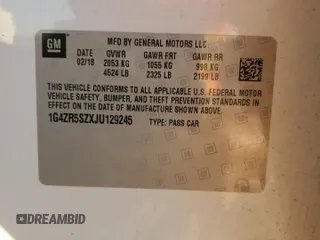 GM
MFD BY GENERAL MOTORS LLC
02/18 GVWR GAWR FRT GAWR RR
2053 KG 1055 KG 998 KG
4524 LB 2325 LB 2199 LB
THIS VEHICLE CONFORMS TO ALL APPLICABLE U.S. FEDERAL MOTOR
VEHICLE SAFETY, BUMPER, AND THEFT PREVENTION STANDARDS IN
EFFECT ON THE DATE OF MANUFACTURE SHOWN ABOVE.
1G4ZR5SZXJU129245 TYPE: PASS CAR
DREAMBID